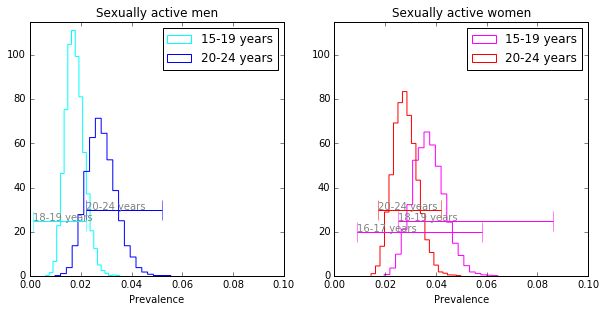 Sexually active men
15-19 years
20-24 years
100
80
60
40
20
0
20-24 years
18-19 years
0.00 0.02 0.04 0.06 0.08 0.10
Prevalence
Sexually active women
15-19 years
20-24 years
100
80
60
40
20
0
20-24 years
18-19 years
16-17 years
0.00 0.02 0.04 0.06 0.08 0.10
Prevalence